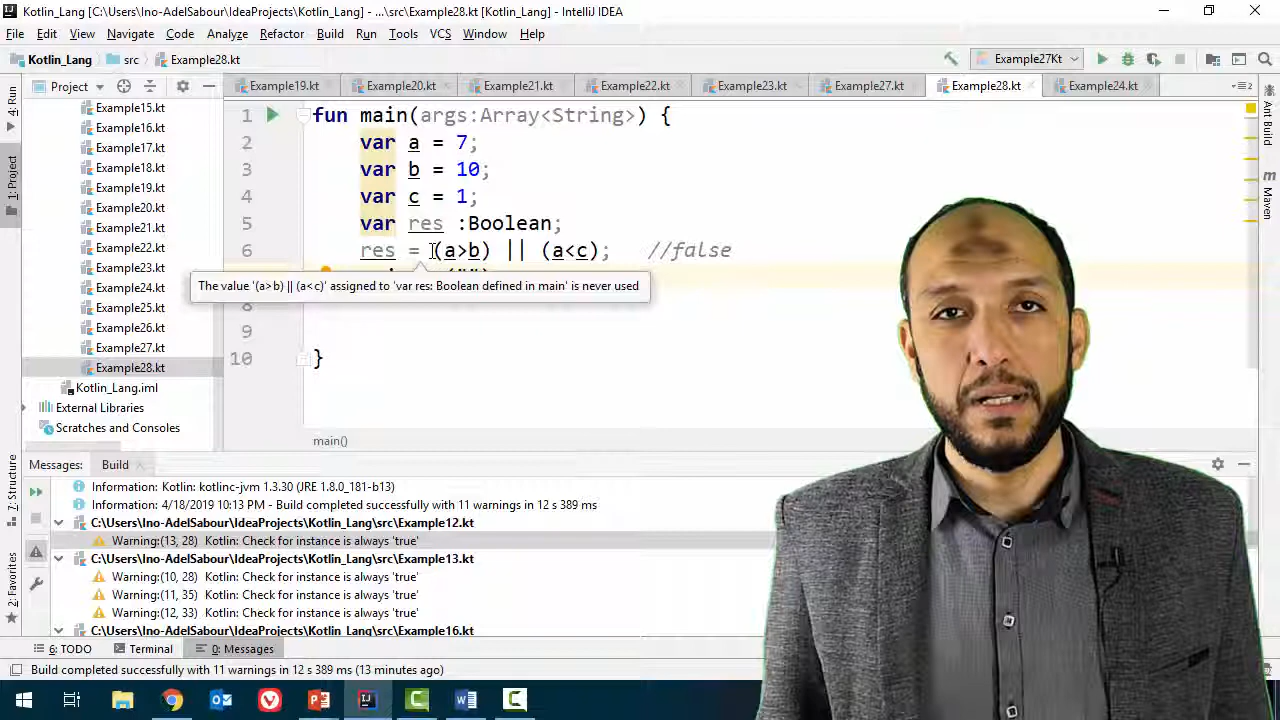 Kotlin_Lang [C:\Users\Ino-AdelSabour\IdeaProjects\Kotlin_Lang] - ...\src\Example28.kt [Kotlin_Lang] - IntelliJ IDEA
File Edit View Navigate Code Analyze Refactor Build Run Tools VCS Window Help
Kotlin_Lang src Example28.kt Example27Kt
Project Example19.kt Example20.kt Example21.kt Example22.kt Example23.kt Example27.kt Example28.kt Example24.kt
4: Run
1: Project
7: Structure
2: Favorites
Example15.kt
Example16.kt
Example17.kt
Example18.kt
Example19.kt
Example20.kt
Example21.kt
Example22.kt
Example23.kt
Example24.kt
Example25.kt
Example26.kt
Example27.kt
Example28.kt
Kotlin_Lang.iml
External Libraries
Scratches and Consoles
1 fun main(args:Array<String>) {
2 var a = 7;
3 var b = 10;
4 var c = 1;
5 var res :Boolean;
6 res = (a>b) || (a<c); //false
The value '(a>b) || (a<c)' assigned to 'var res: Boolean defined in main' is never used
8
9
10 }
main()
Ant Build
Maven
Messages: Build
Information: Kotlin: kotlinc-jvm 1.3.30 (JRE 1.8.0_181-b13)
Information: 4/18/2019 10:13 PM - Build completed successfully with 11 warnings in 12 s 389 ms
C:\Users\Ino-AdelSabour\IdeaProjects\Kotlin_Lang\src\Example12.kt
Warning:(13, 28) Kotlin: Check for instance is always 'true'
C:\Users\Ino-AdelSabour\IdeaProjects\Kotlin_Lang\src\Example13.kt
Warning:(10, 28) Kotlin: Check for instance is always 'true'
Warning:(11, 35) Kotlin: Check for instance is always 'true'
Warning:(12, 33) Kotlin: Check for instance is always 'true'
C:\Users\Ino-AdelSabour\IdeaProjects\Kotlin_Lang\src\Example16.kt
6: TODO Terminal 0: Messages
Build completed successfully with 11 warnings in 12 s 389 ms (13 minutes ago)